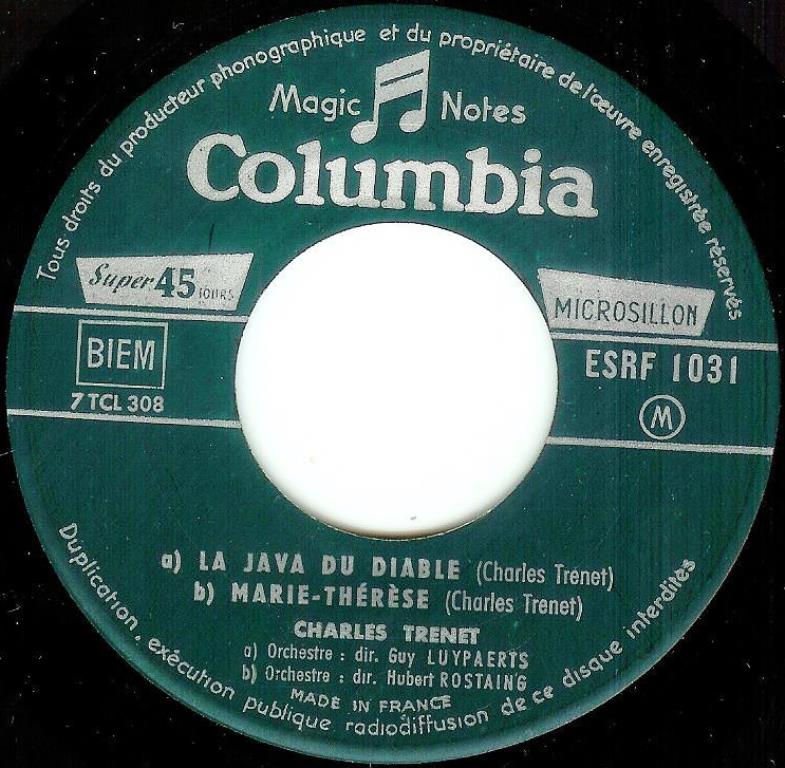 Tous droits du producteur phonographique et du propriétaire de l'œuvre enregistrée réservés
Magic Notes
Columbia
Super 45 TOURS
MICROSILLON
BIEM
ESRF 1031
7 TCL 308
M
a) LA JAVA DU DIABLE (Charles Trenet)
b) MARIE-THÉRÈSE (Charles Trenet)
CHARLES TRENET
a) Orchestre : dir. Guy LUYPAERTS
b) Orchestre : dir. Hubert ROSTAING
MADE IN FRANCE
Duplication, exécution publique radiodiffusion de ce disque interdites